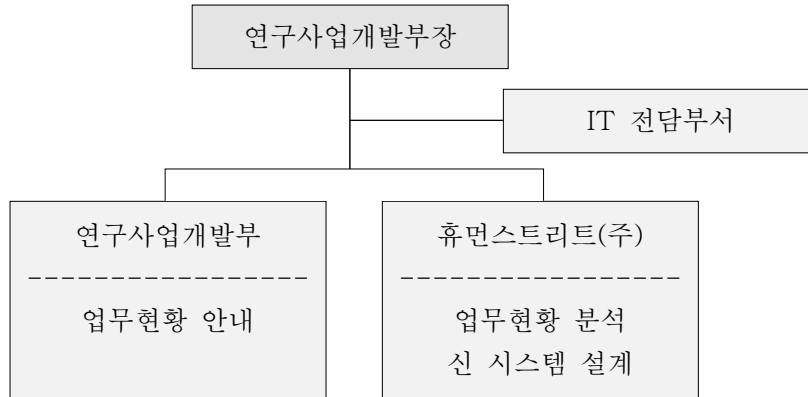 연구사업개발부장
IT 전담부서
연구사업개발부
-----------------
업무현황 안내
휴먼스트리트(주)
-----------------
업무현황 분석
신 시스템 설계